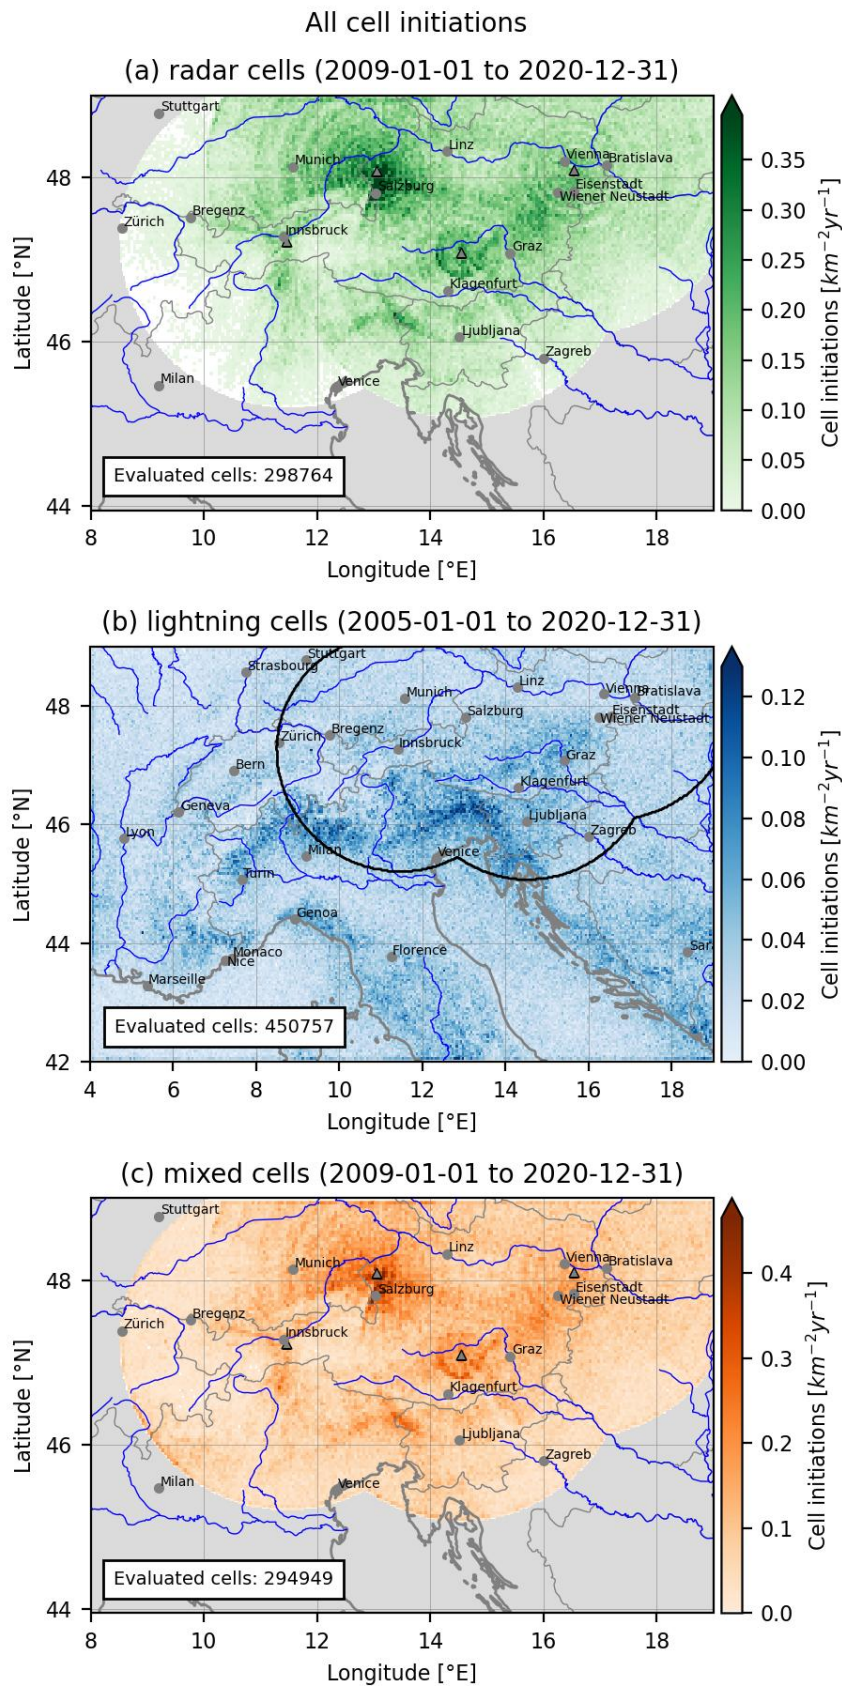 All cell initiations
(a) radar cells (2009-01-01 to 2020-12-31)
Stuttgart
Munich
Linz
Vienna
Bratislava
Salzburg
Eisenstadt
Wiener Neustadt
Zürich
Bregenz
Innsbruck
Graz
Klagenfurt
Ljubljana
Zagreb
Milan
Venice
Evaluated cells: 298764
48
46
44
Latitude [°N]
8 10 12 14 16 18
Longitude [°E]
0.35
0.30
0.25
0.20
0.15
0.10
0.05
0.00
Cell initiations [km⁻²yr⁻¹]
(b) lightning cells (2005-01-01 to 2020-12-31)
Stuttgart
Strasbourg
Munich
Linz
Vienna
Bratislava
Salzburg
Eisenstadt
Wiener Neustadt
Zürich
Bregenz
Innsbruck
Graz
Bern
Klagenfurt
Geneva
Ljubljana
Lyon
Zagreb
Milan
Venice
Turin
Genoa
Monaco
Nice
Florence
Sar
Marseille
Evaluated cells: 450757
48
46
44
42
Latitude [°N]
4 6 8 10 12 14 16 18
Longitude [°E]
0.12
0.10
0.08
0.06
0.04
0.02
0.00
Cell initiations [km⁻²yr⁻¹]
(c) mixed cells (2009-01-01 to 2020-12-31)
Stuttgart
Munich
Linz
Vienna
Bratislava
Salzburg
Eisenstadt
Wiener Neustadt
Zürich
Bregenz
Innsbruck
Graz
Klagenfurt
Ljubljana
Zagreb
Milan
Venice
Evaluated cells: 294949
48
46
44
Latitude [°N]
8 10 12 14 16 18
Longitude [°E]
0.4
0.3
0.2
0.1
0.0
Cell initiations [km⁻²yr⁻¹]